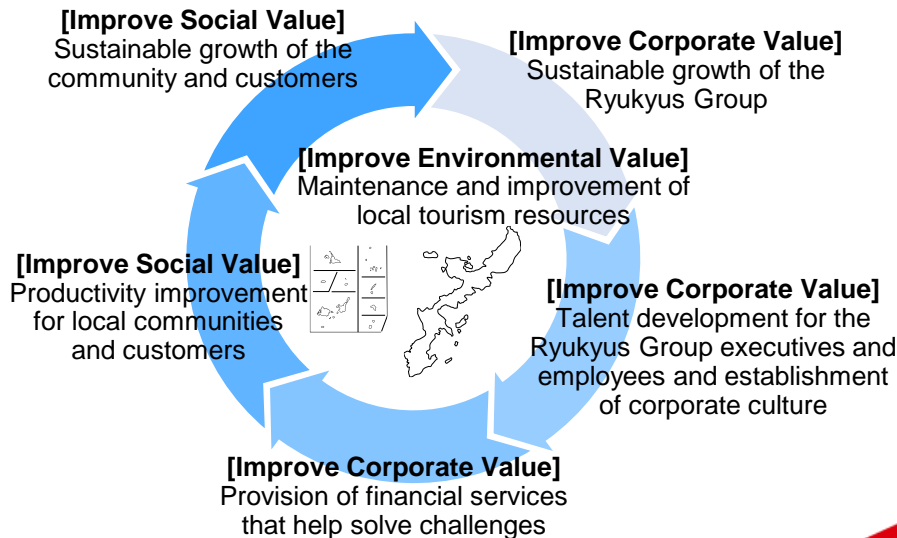 [Improve Social Value]
Sustainable growth of the
community and customers
[Improve Corporate Value]
Sustainable growth of the
Ryukyus Group
[Improve Environmental Value]
Maintenance and improvement of
local tourism resources
[Improve Social Value]
Productivity improvement
for local communities
and customers
[Improve Corporate Value]
Talent development for the
Ryukyus Group executives and
employees and establishment
of corporate culture
[Improve Corporate Value]
Provision of financial services
that help solve challenges